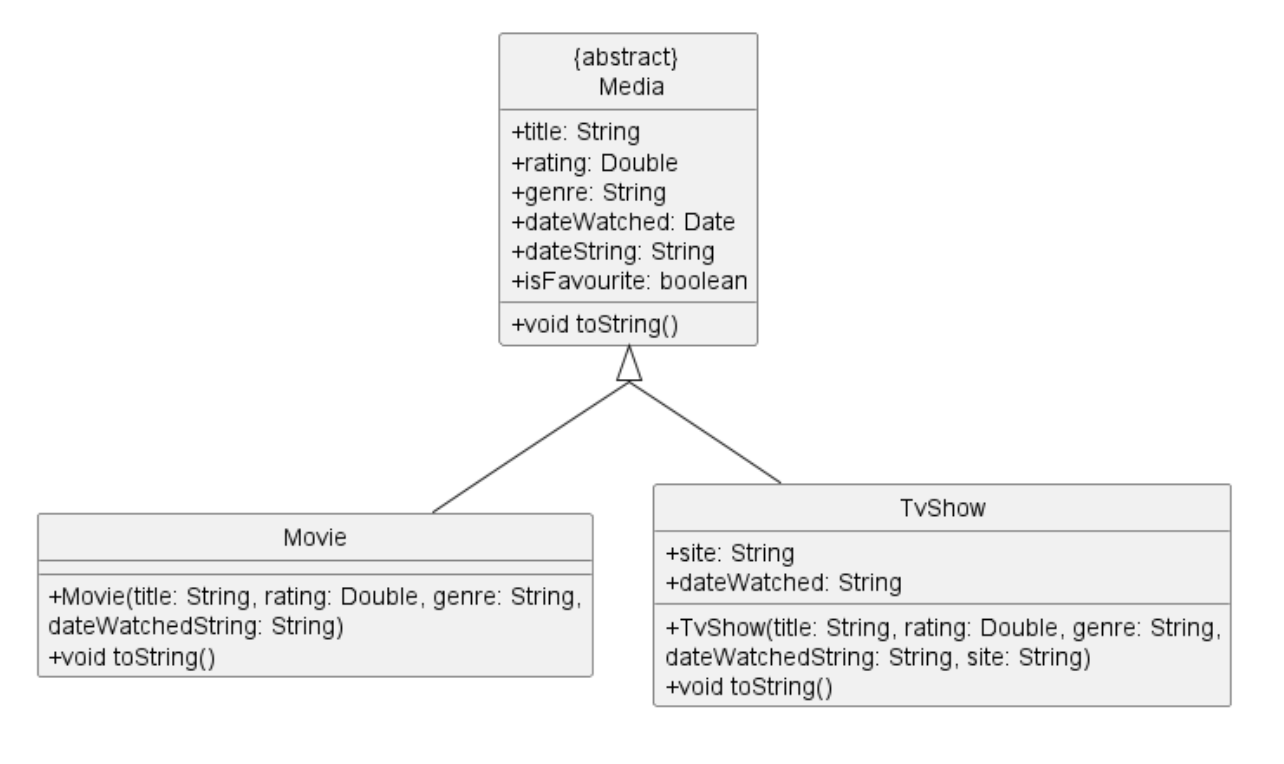 {abstract}
Media
+title: String
+rating: Double
+genre: String
+dateWatched: Date
+dateString: String
+isFavourite: boolean
+void toString()
Movie
+Movie(title: String, rating: Double, genre: String,
dateWatchedString: String)
+void toString()
TvShow
+site: String
+dateWatched: String
+TvShow(title: String, rating: Double, genre: String,
dateWatchedString: String, site: String)
+void toString()